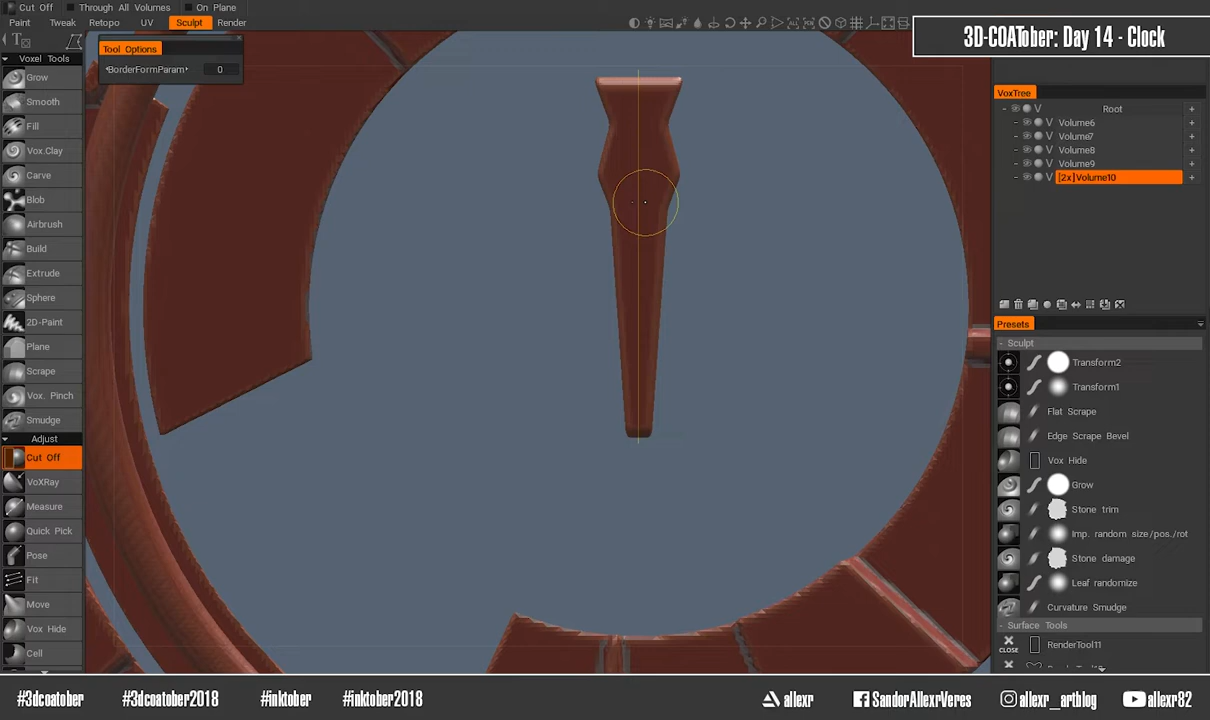 Cut Off
Through All Volumes
On Plane
Paint
Tweak
Retopo
UV
Sculpt
Render
3D-COATober: Day 14 - Clock
Tool Options
BorderFormParam
0
Voxel Tools
Grow
Smooth
Fill
Vox.Clay
Carve
Blob
Airbrush
Build
Extrude
Sphere
2D-Paint
Plane
Scrape
Vox. Pinch
Smudge
Adjust
Cut Off
VoXRay
Measure
Quick Pick
Pose
Fit
Move
Vox Hide
Cell
VoxTree
V Root +
V Volume6 +
V Volume7 +
V Volume8 +
V Volume9 +
V [2x]Volume10 +
Presets
- Sculpt
Transform2
Transform1
Flat Scrape
Edge Scrape Bevel
Vox Hide
Grow
Stone trim
Imp. random size/pos./rot
Stone damage
Leaf randomize
Curvature Smudge
- Surface Tools
CLOSE
RenderTool11
#3dcoatober
#3dcoatober2018
#inktober
#inktober2018
allexr
SandorAllexrVeres
allexr_artblog
allexr82